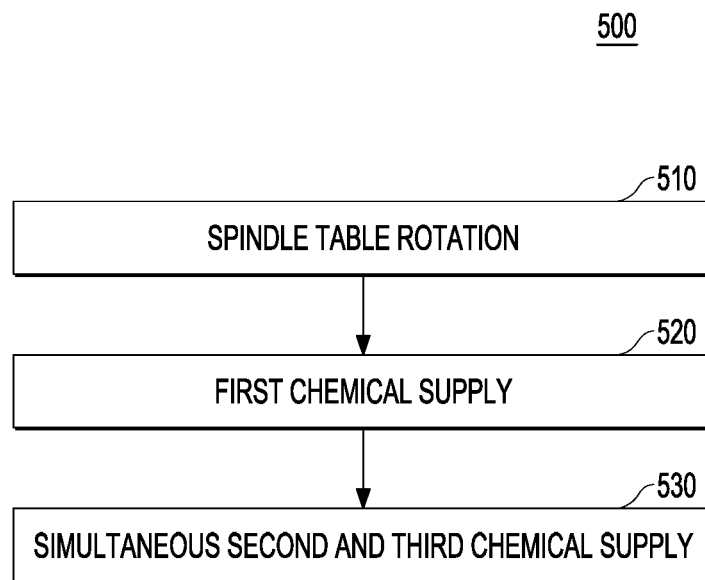 500
510
SPINDLE TABLE ROTATION
520
FIRST CHEMICAL SUPPLY
530
SIMULTANEOUS SECOND AND THIRD CHEMICAL SUPPLY